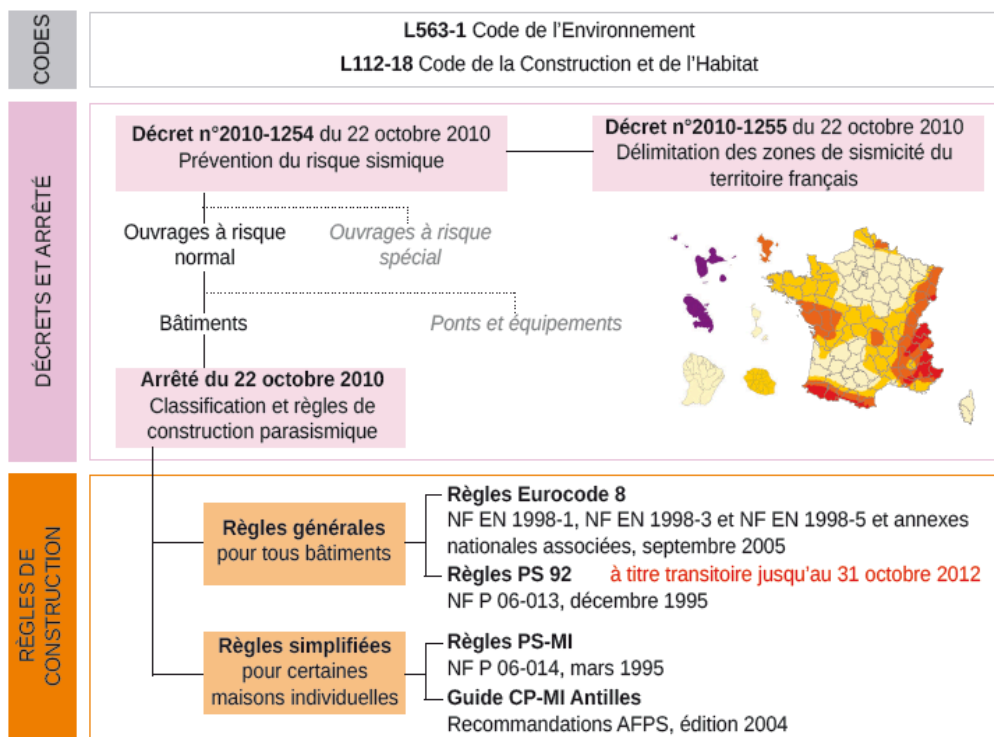 CODES
L563-1 Code de l'Environnement
L112-18 Code de la Construction et de l'Habitat
DÉCRETS ET ARRÊTÉ
Décret n°2010-1254 du 22 octobre 2010
Prévention du risque sismique
Décret n°2010-1255 du 22 octobre 2010
Délimitation des zones de sismicité du
territoire français
Ouvrages à risque
normal
Ouvrages à risque
spécial
Bâtiments
Ponts et équipements
Arrêté du 22 octobre 2010
Classification et règles de
construction parasismique
RÈGLES DE
CONSTRUCTION
Règles générales
pour tous bâtiments
Règles Eurocode 8
NF EN 1998-1, NF EN 1998-3 et NF EN 1998-5 et annexes
nationales associées, septembre 2005
Règles PS 92 à titre transitoire jusqu'au 31 octobre 2012
NF P 06-013, décembre 1995
Règles simplifiées
pour certaines
maisons individuelles
Règles PS-MI
NF P 06-014, mars 1995
Guide CP-MI Antilles
Recommandations AFPS, édition 2004